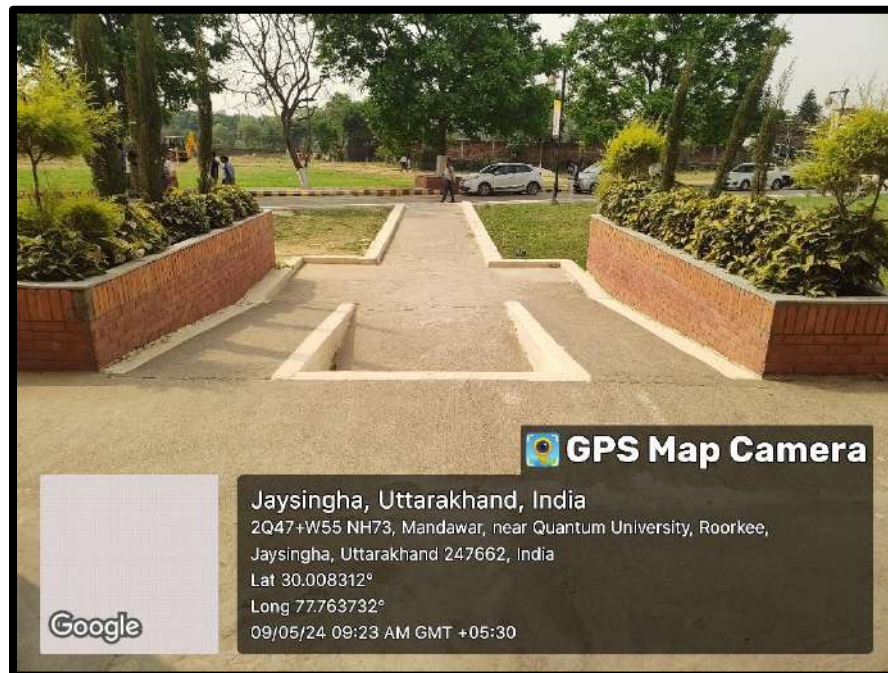 GPS Map Camera
Jaysingha, Uttarakhand, India
2Q47+W55 NH73, Mandawar, near Quantum University, Roorkee,
Jaysingha, Uttarakhand 247662, India
Lat 30.008312°
Long 77.763732°
09/05/24 09:23 AM GMT +05:30
Google